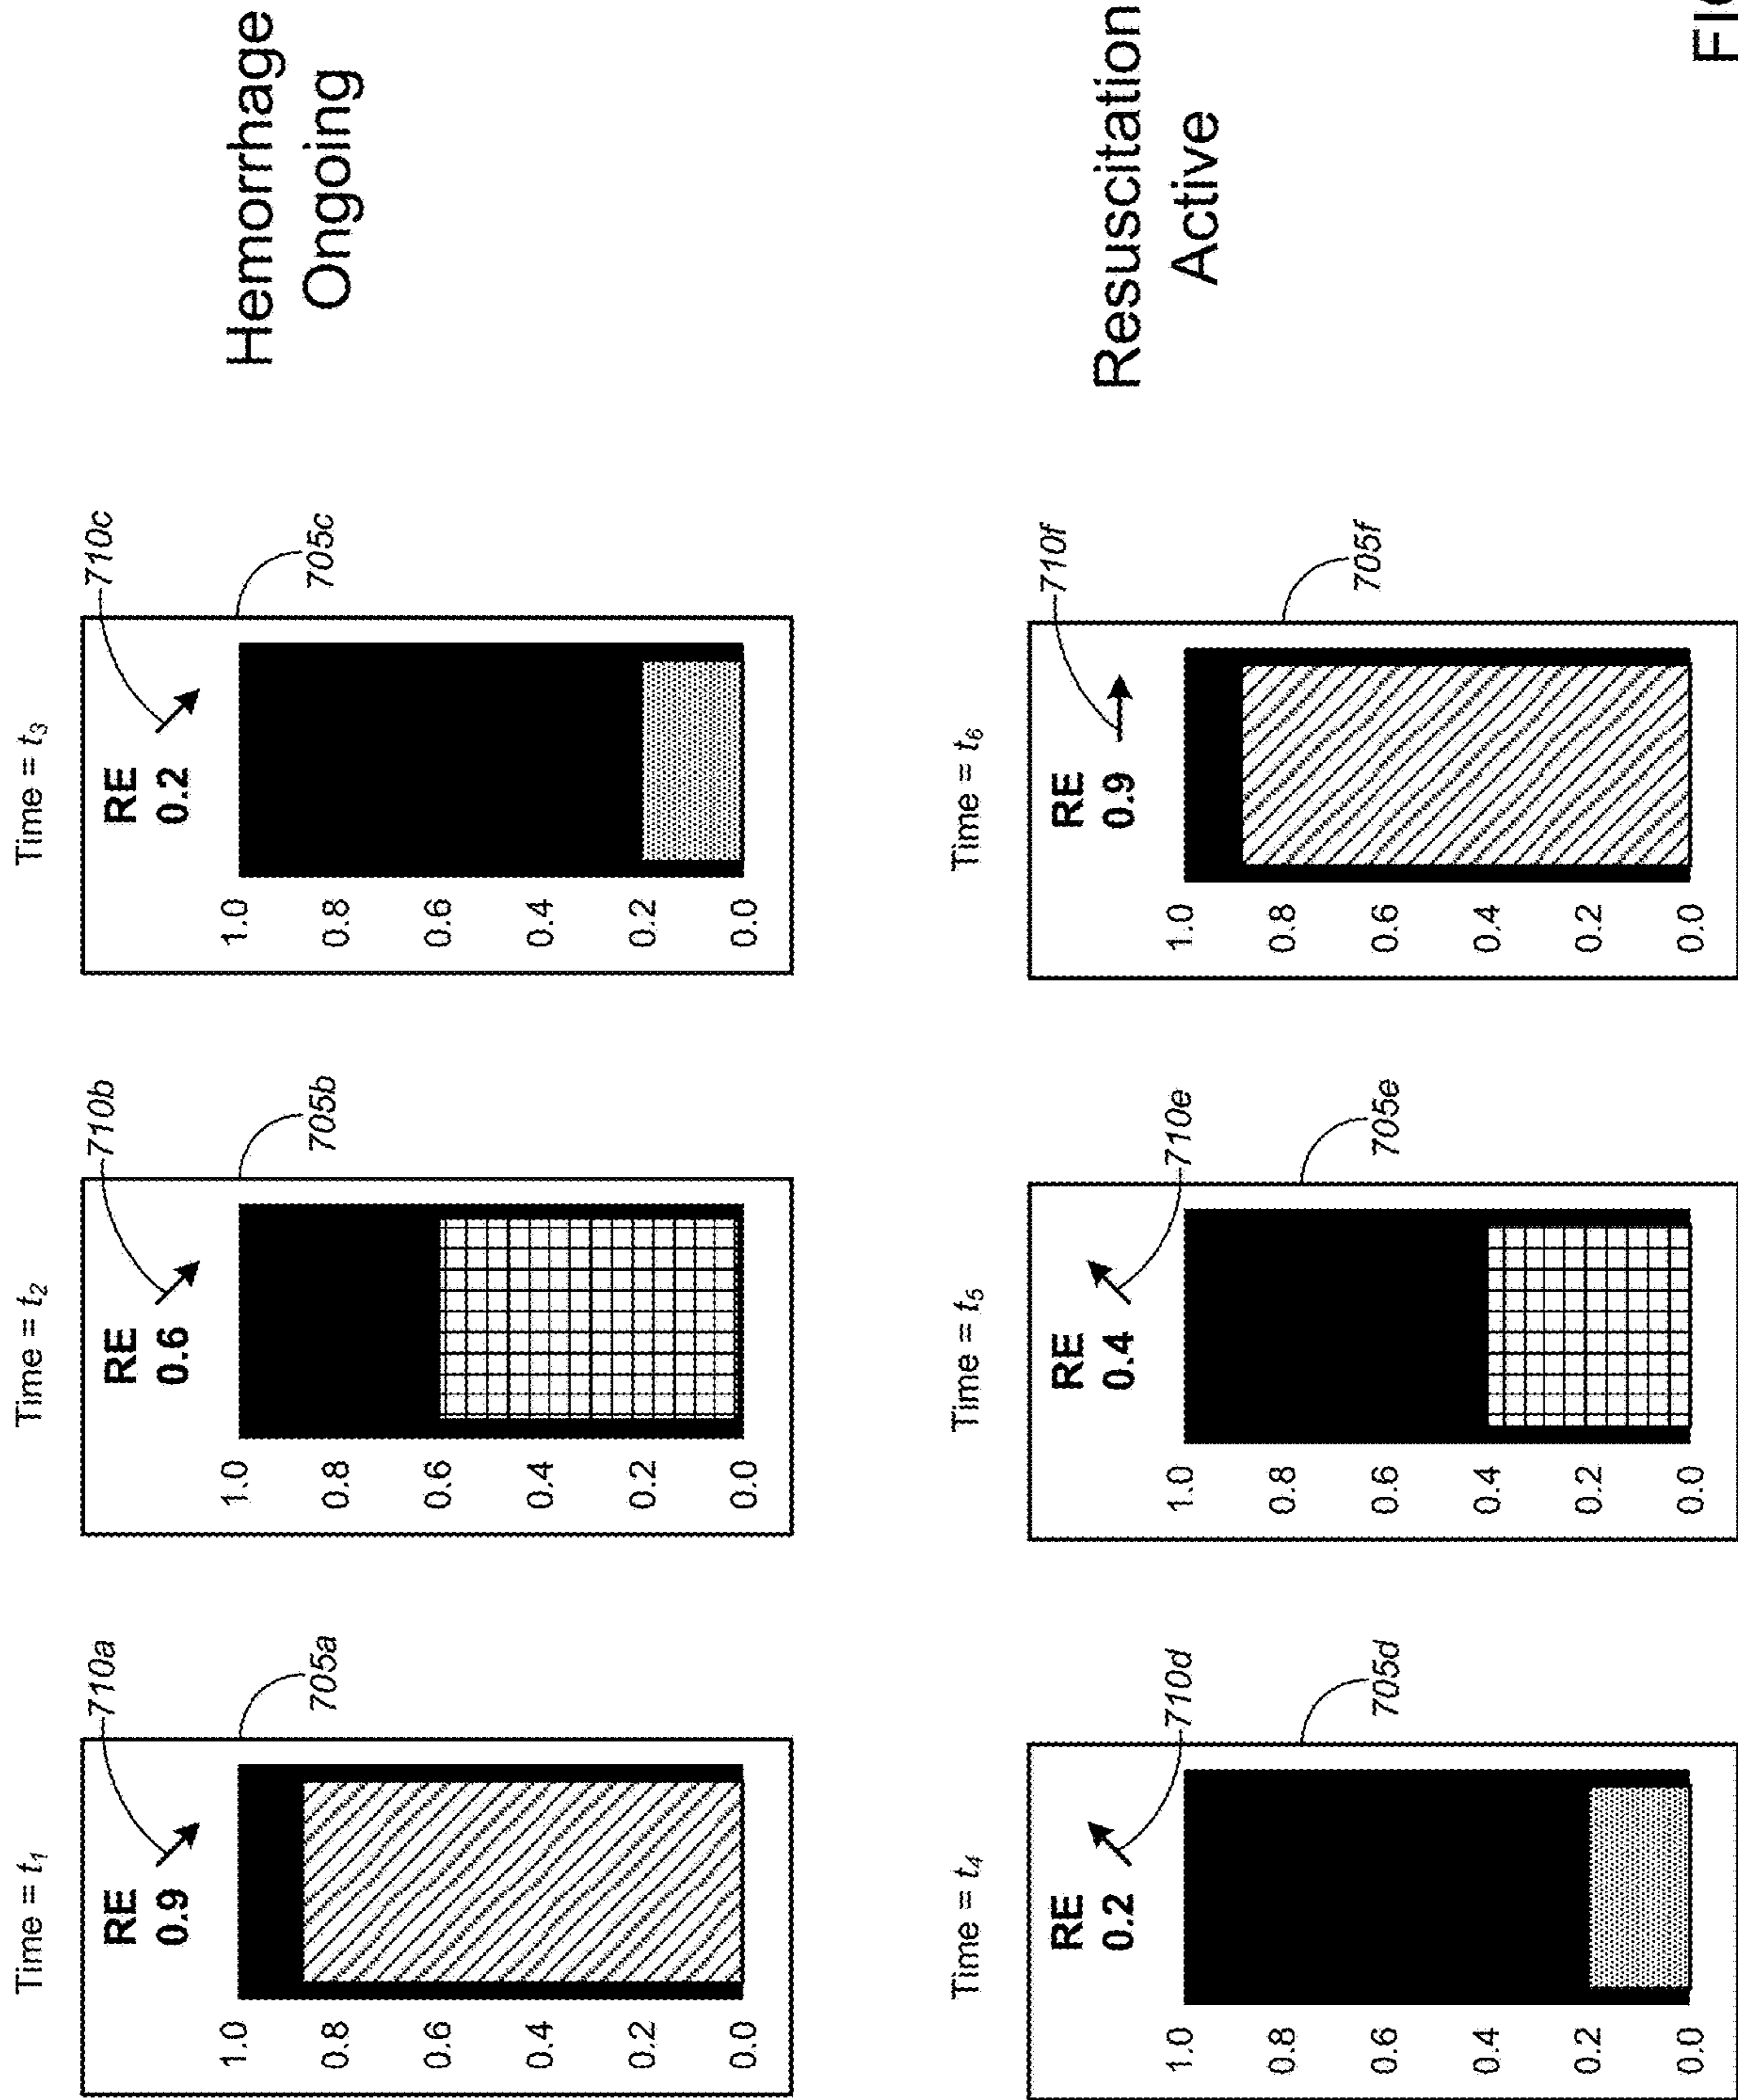 Time = t1
RE
0.9
710a
1.0
0.8
0.6
0.4
0.2
0.0
705a
Time = t2
RE
0.6
710b
1.0
0.8
0.6
0.4
0.2
0.0
705b
Time = t3
RE
0.2
710c
1.0
0.8
0.6
0.4
0.2
0.0
705c
Hemorrhage
Ongoing
Time = t4
RE
0.2
710d
1.0
0.8
0.6
0.4
0.2
0.0
705d
Time = t5
RE
0.4
710e
1.0
0.8
0.6
0.4
0.2
0.0
705e
Time = t6
RE
0.9
710f
1.0
0.8
0.6
0.4
0.2
0.0
705f
Resuscitation
Active